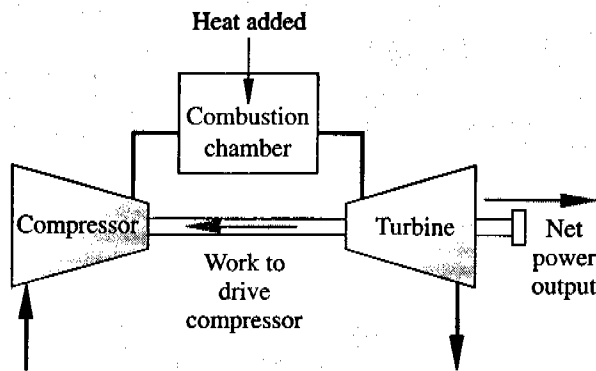 Heat added
Combustion
chamber
Compressor
Turbine
Work to
drive
compressor
Net
power
output